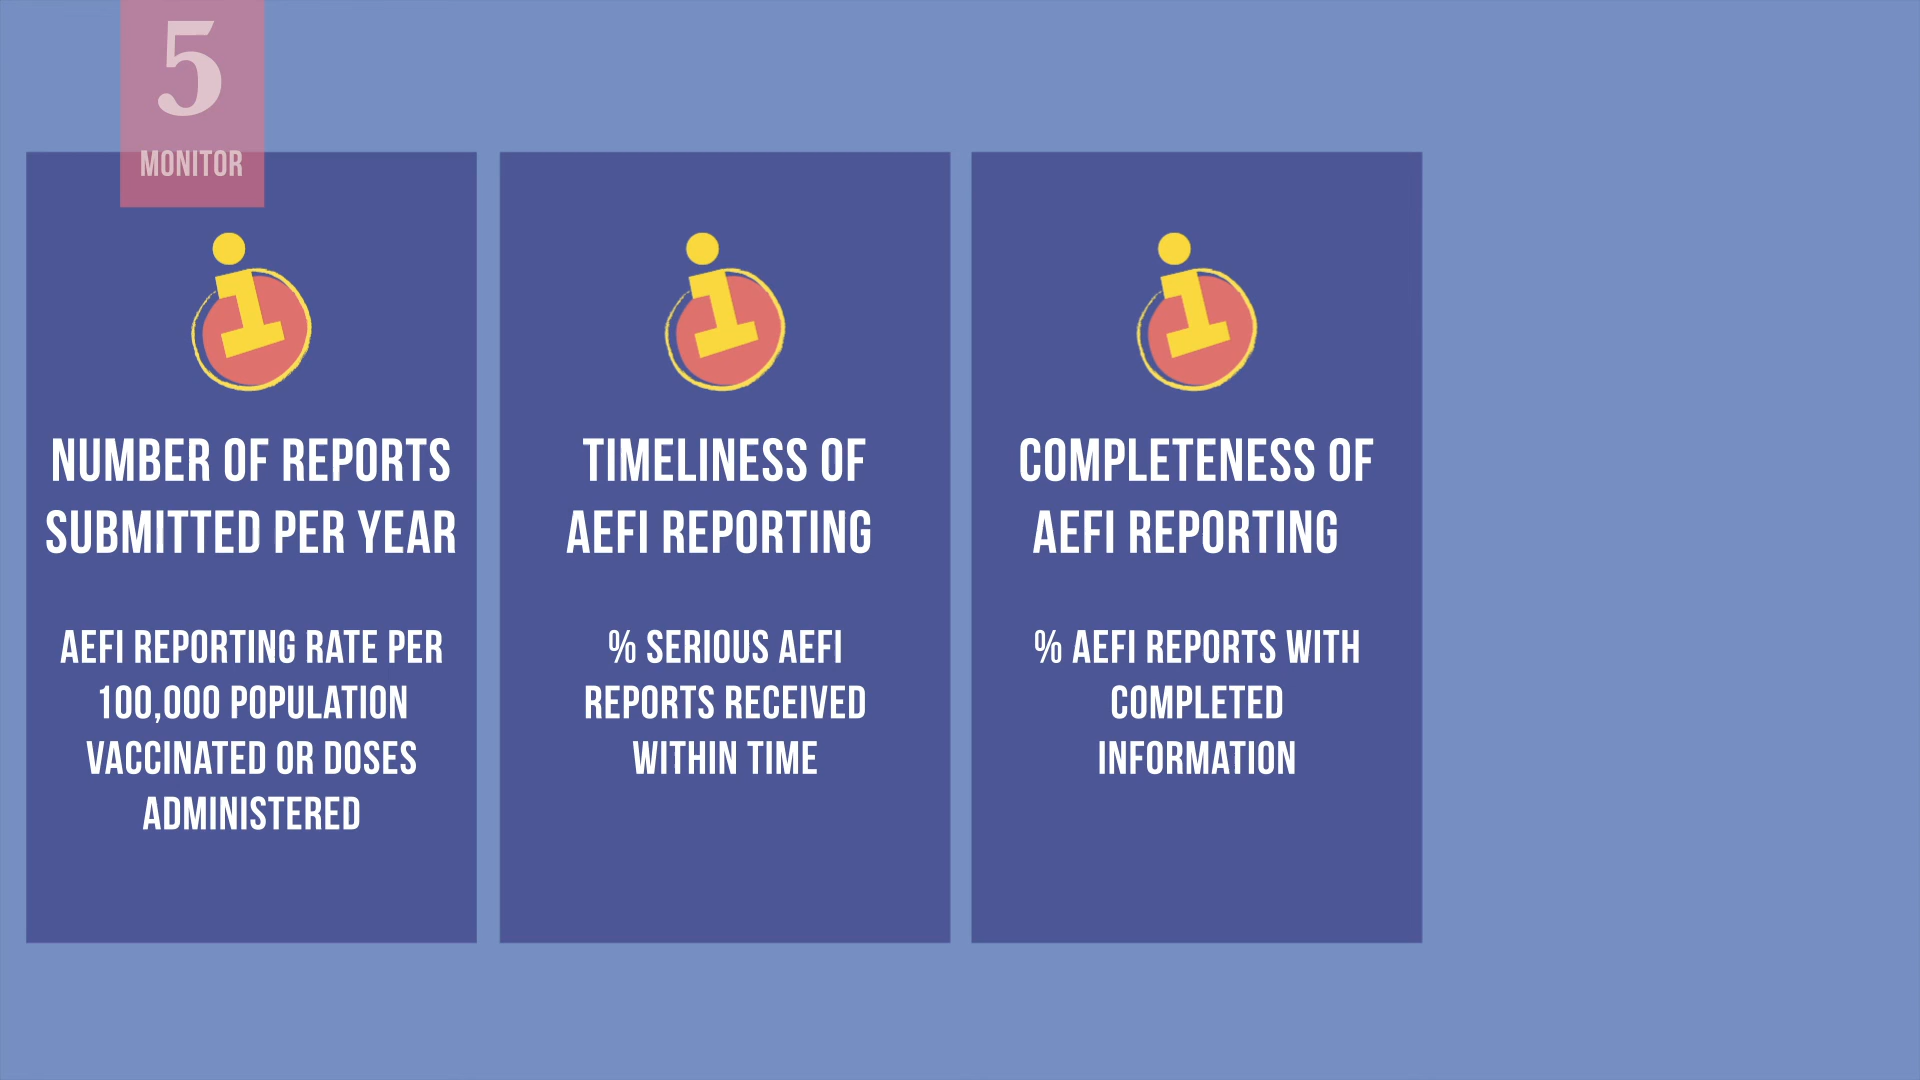 5
MONITOR
NUMBER OF REPORTS
SUBMITTED PER YEAR
AEFI REPORTING RATE PER
100,000 POPULATION
VACCINATED OR DOSES
ADMINISTERED
TIMELINESS OF
AEFI REPORTING
% SERIOUS AEFI
REPORTS RECEIVED
WITHIN TIME
COMPLETENESS OF
AEFI REPORTING
% AEFI REPORTS WITH
COMPLETED
INFORMATION